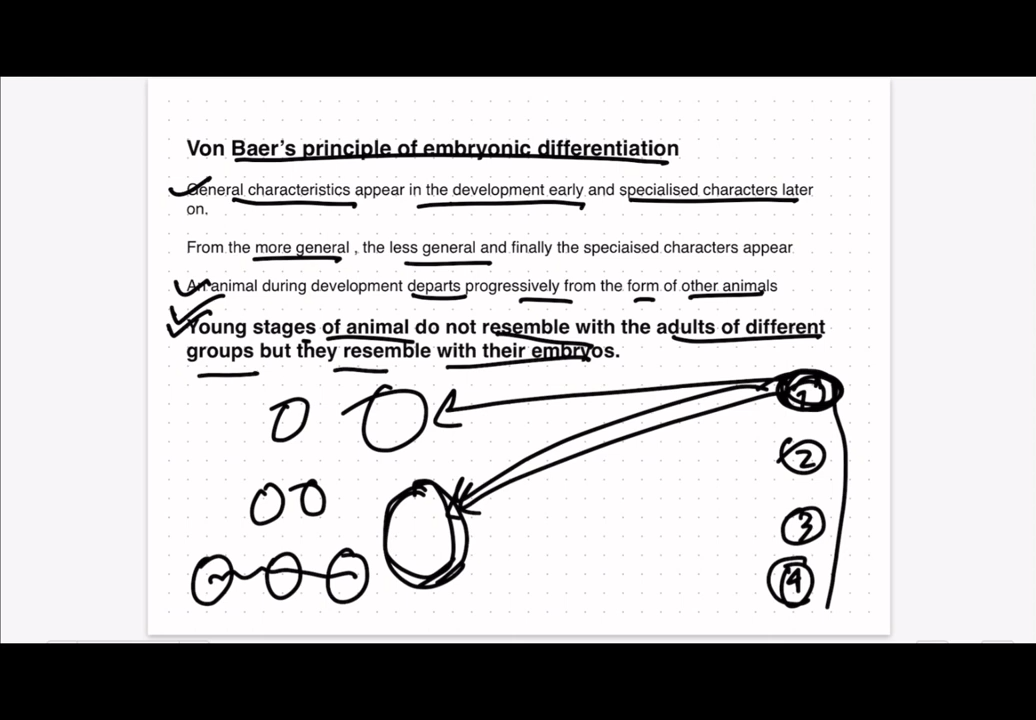 Von Baer's principle of embryonic differentiation
General characteristics appear in the development early and specialised characters later
on.
From the more general , the less general and finally the speciaised characters appear
An animal during development departs progressively from the form of other animals
Young stages of animal do not resemble with the adults of different
groups but they resemble with their embryos.
1
2
3
4